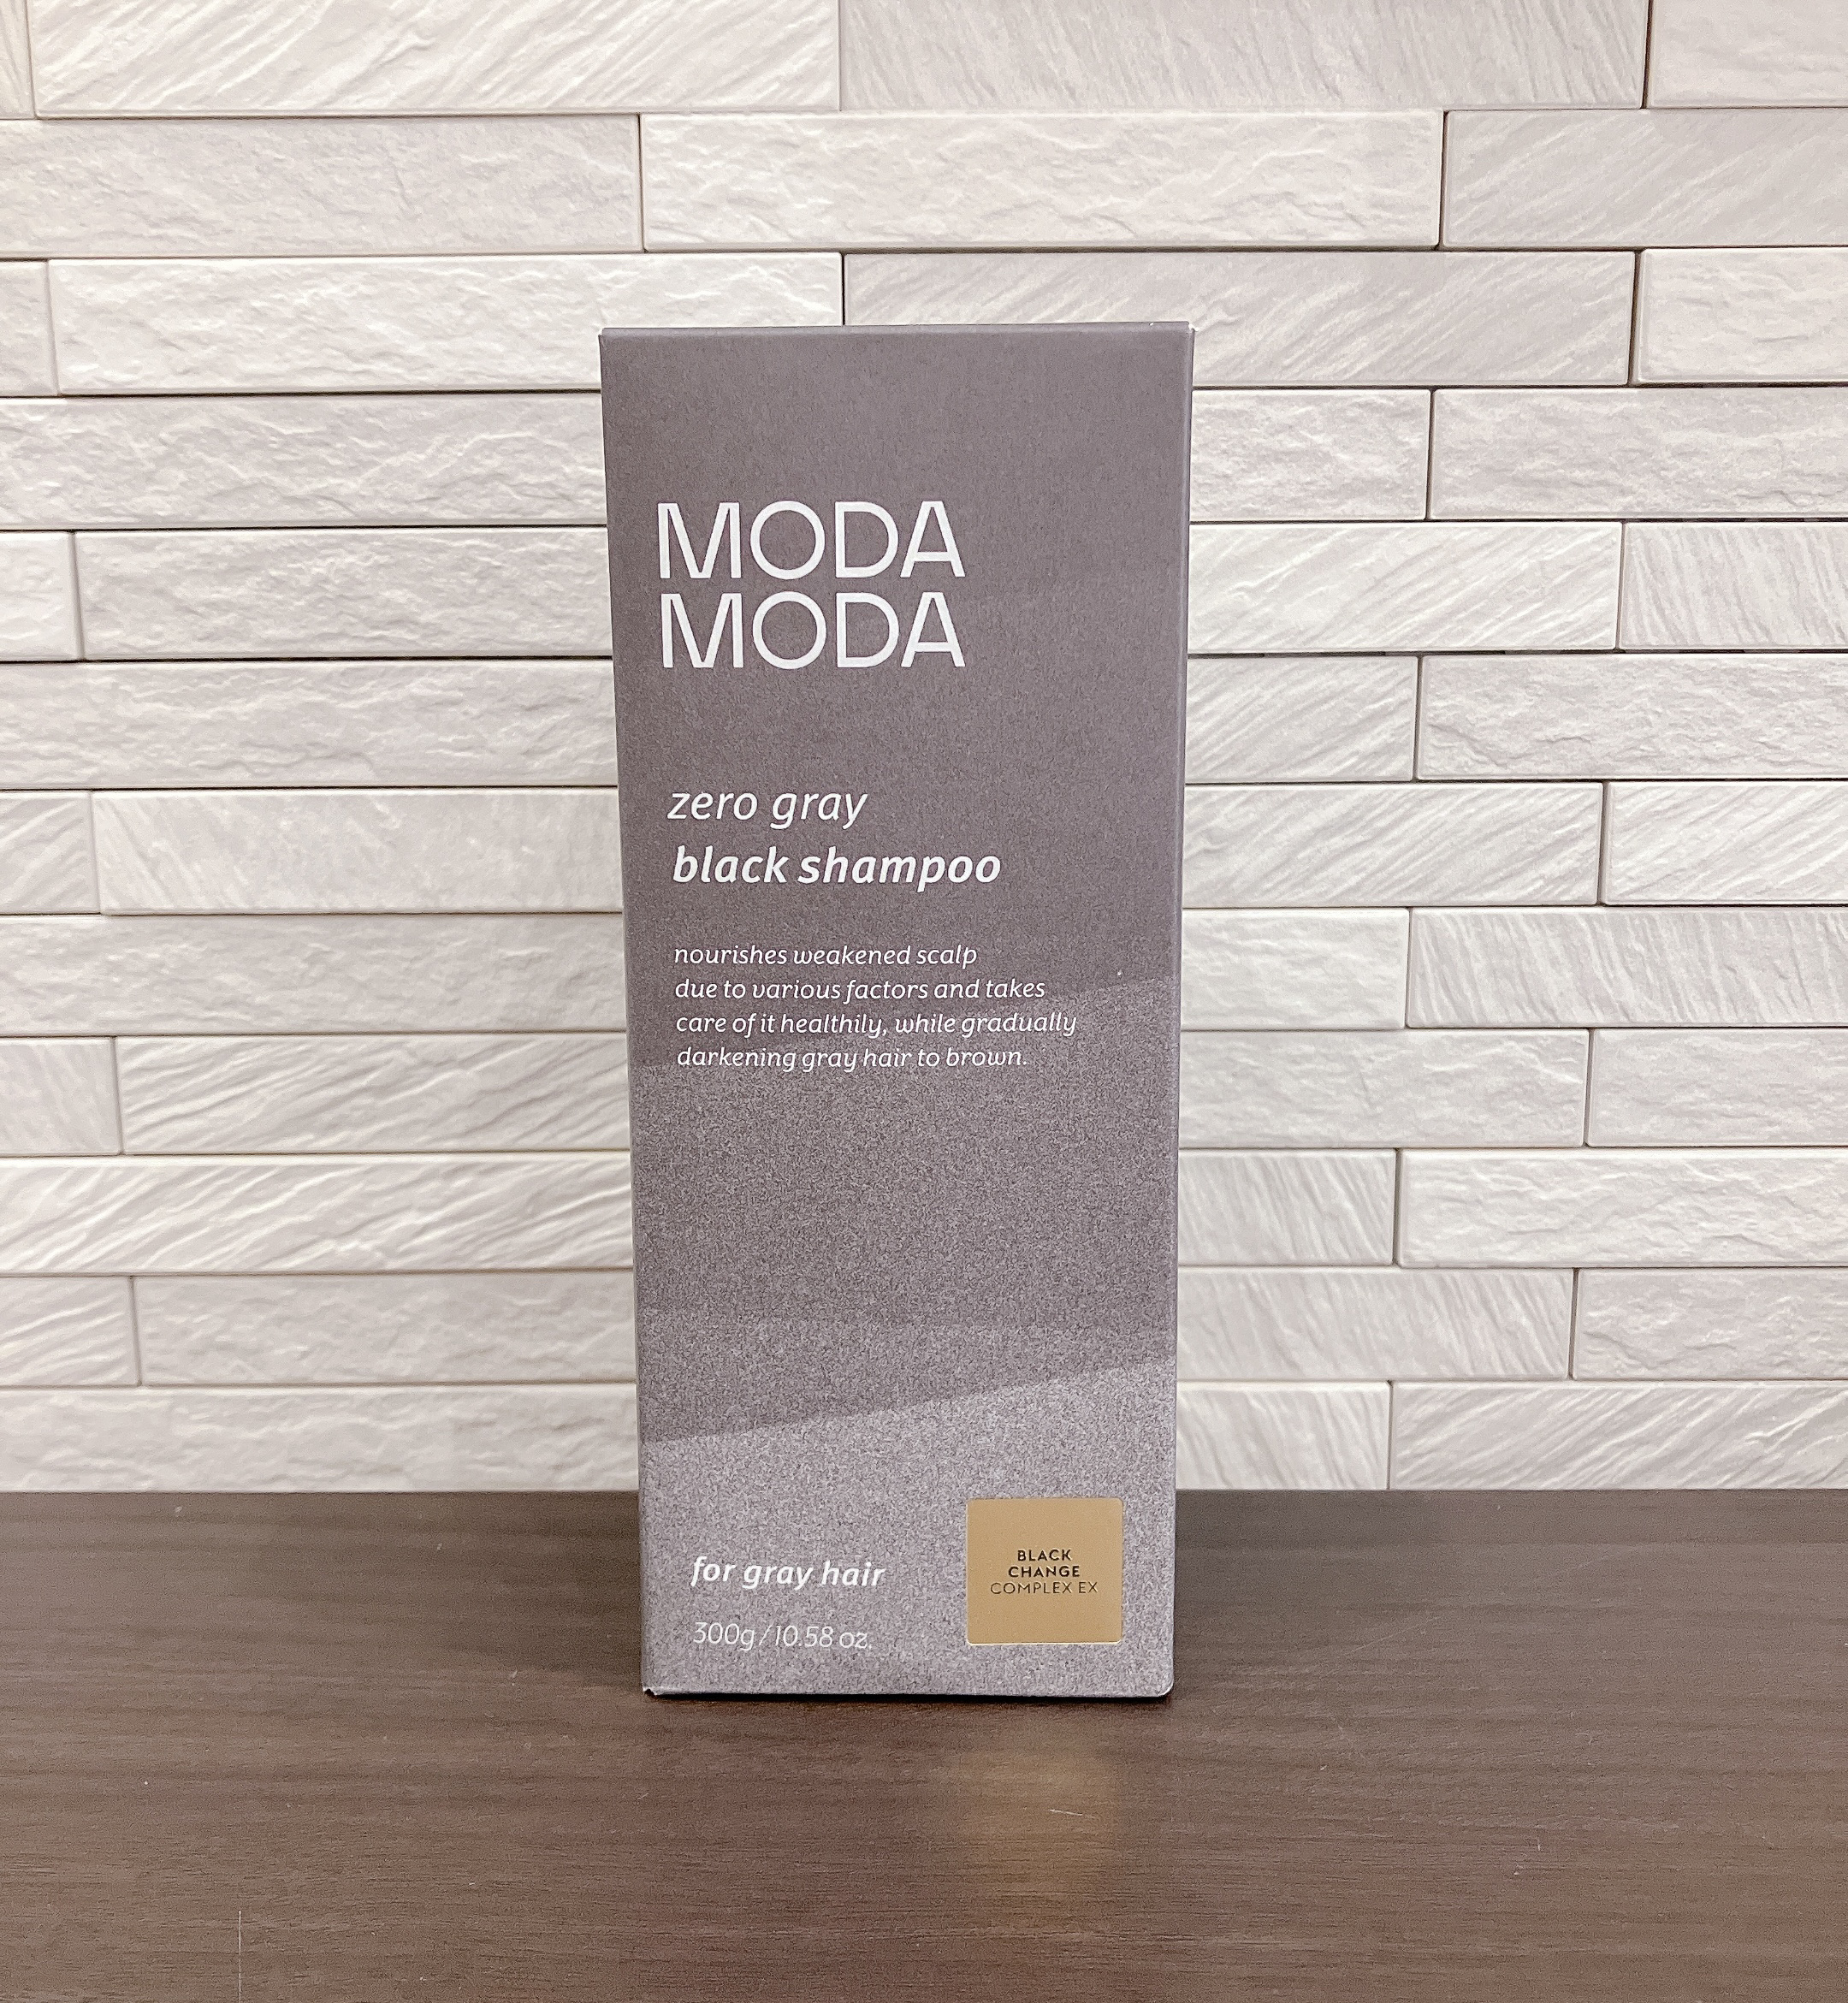 MODA
MODA
zero gray
black shampoo
nourishes weakened scalp
due to various factors and takes
care of it healthily, while gradually
darkening gray hair to brown.
for gray hair
300g/10.58 oz.
BLACK
CHANGE
COMPLEX EX